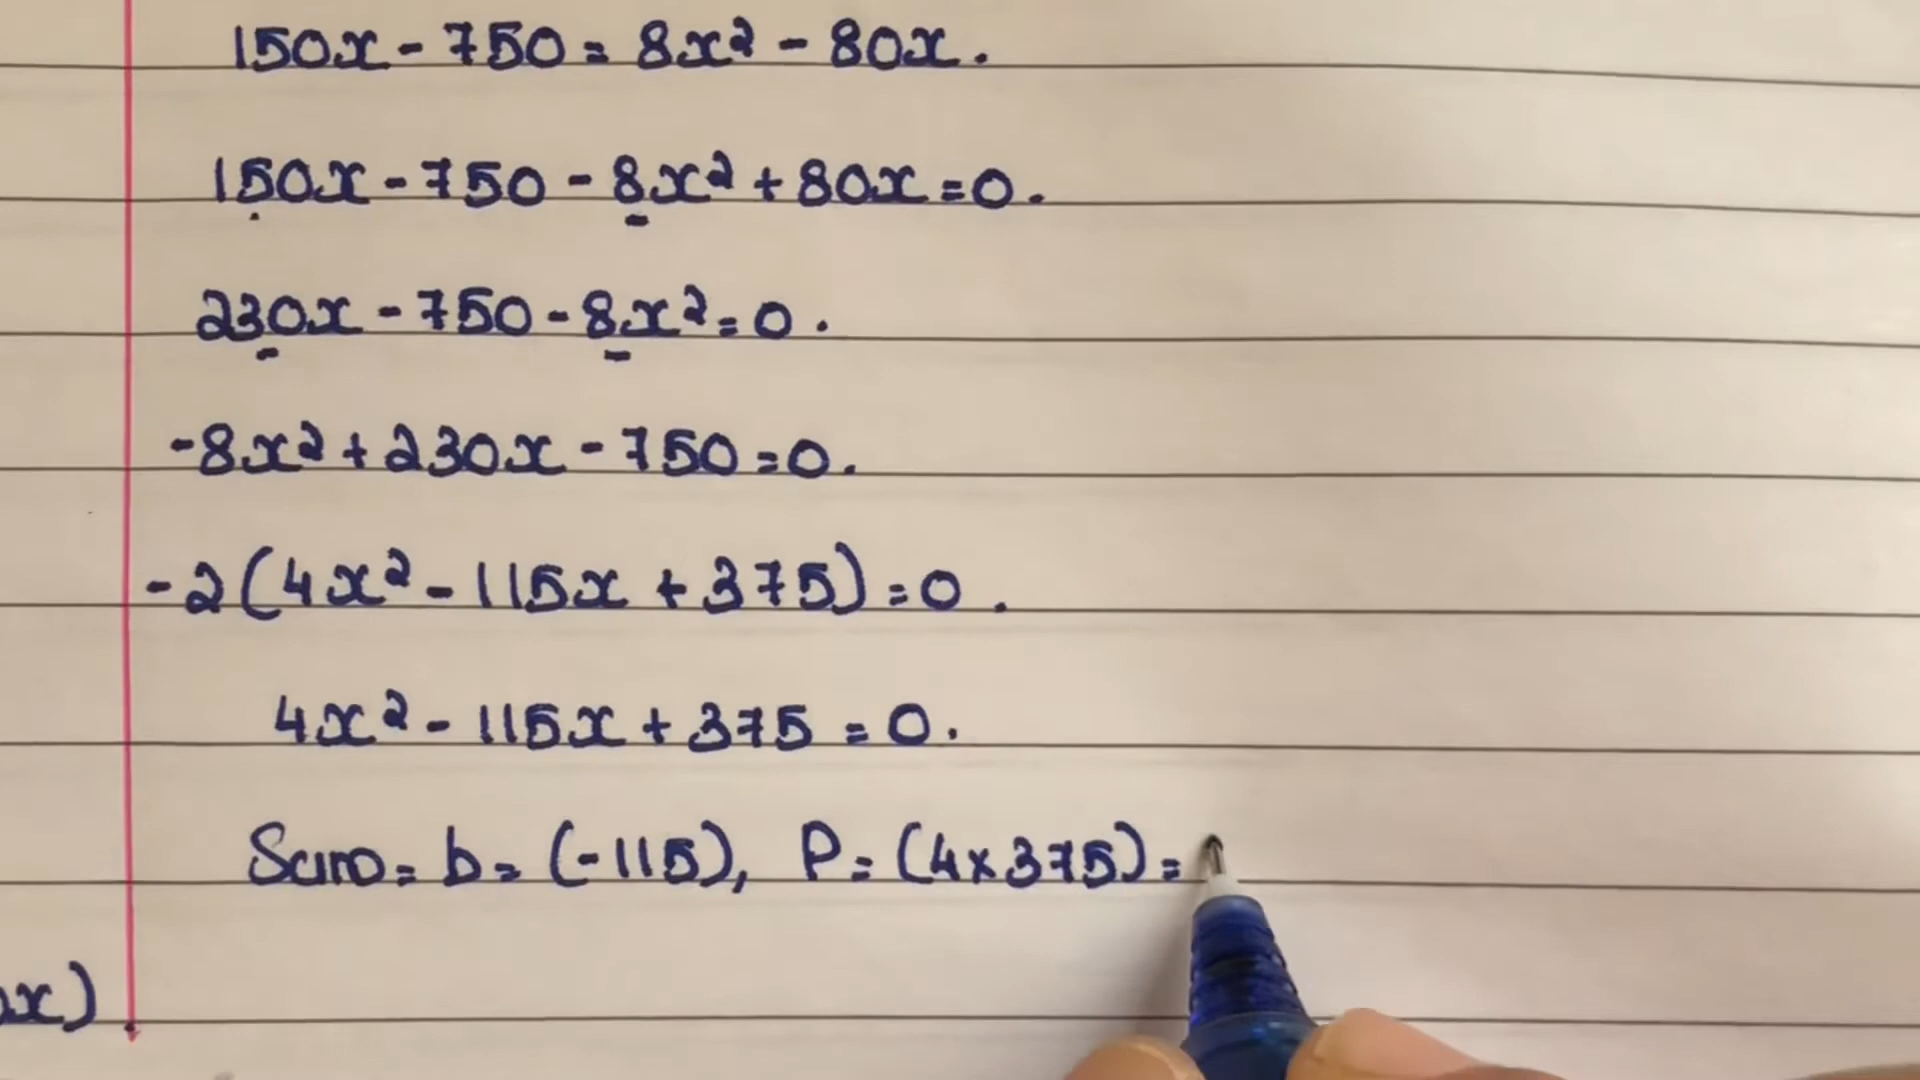 150x - 750 = 8x² - 80x.
150x - 750 - 8x² + 80x = 0.
230x - 750 - 8x² = 0.
-8x² + 230x - 750 = 0.
-2(4x² - 115x + 375) = 0.
4x² - 115x + 375 = 0.
Sum = b = (-115), P = (4×375) =
x)